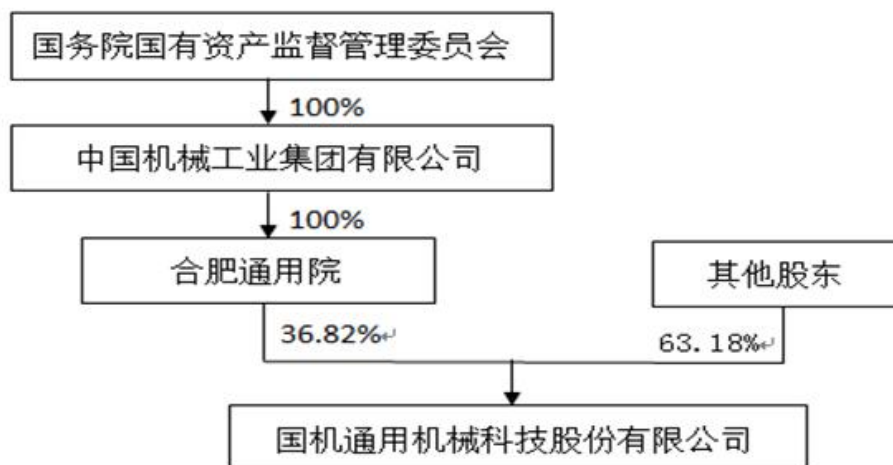 国务院国有资产监督管理委员会
100%
中国机械工业集团有限公司
100%
合肥通用院
其他股东
36.82%↵
63.18%↵
国机通用机械科技股份有限公司